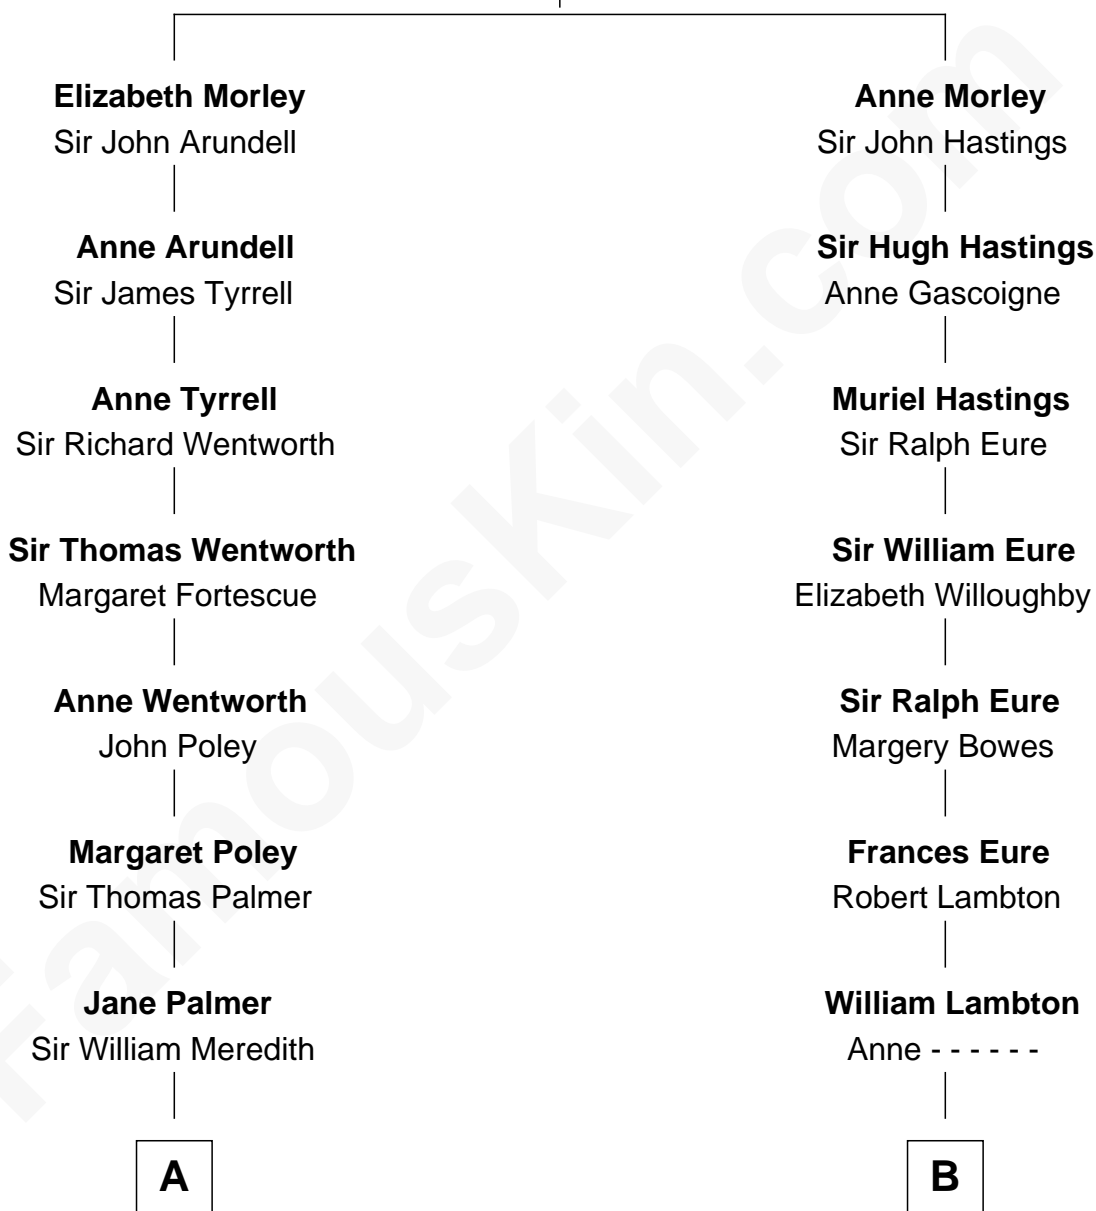 Elizabeth Morley
Sir John Arundell
Anne Arundell
Sir James Tyrrell
Anne Tyrrell
Sir Richard Wentworth
Sir Thomas Wentworth
Margaret Fortescue
Anne Wentworth
John Poley
Margaret Poley
Sir Thomas Palmer
Jane Palmer
Sir William Meredith
A
Anne Morley
Sir John Hastings
Sir Hugh Hastings
Anne Gascoigne
Muriel Hastings
Sir Ralph Eure
Sir William Eure
Elizabeth Willoughby
Sir Ralph Eure
Margery Bowes
Frances Eure
Robert Lambton
William Lambton
Anne - - - - - -
B
FamousKin.com